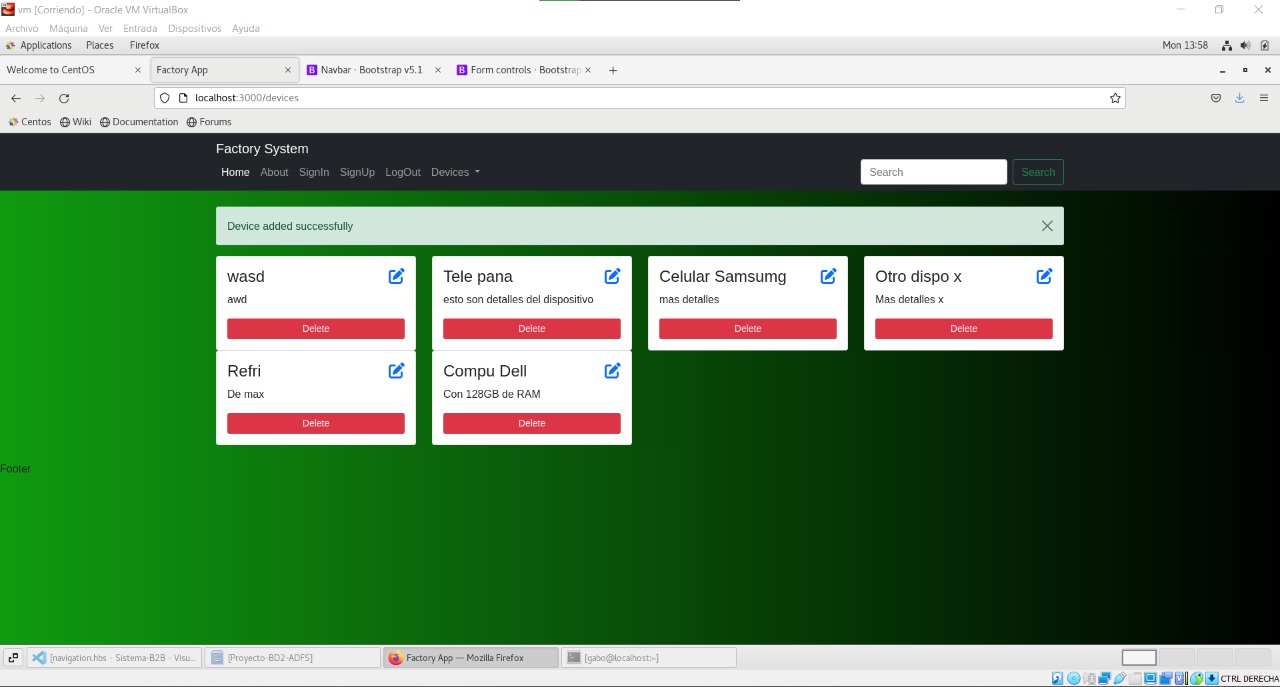 vm [Corriendo] - Oracle VM VirtualBox
Archivo Máquina Ver Entrada Dispositivos Ayuda
Applications Places Firefox Mon 13:58
Welcome to CentOS Factory App Navbar · Bootstrap v5.1 Form controls · Bootstrap
localhost:3000/devices
Centos Wiki Documentation Forums
Factory System
Home About SignIn SignUp LogOut Devices Search Search
Device added successfully
wasd Tele pana Celular Samsumg Otro dispo x
awd esto son detalles del dispositivo mas detalles Mas detalles x
Delete Delete Delete Delete
Refri Compu Dell
De max Con 128GB de RAM
Delete Delete
Footer
[navigation.hbs - Sistema-B2B - Visu... [Proyecto-BD2-ADFS] Factory App — Mozilla Firefox [gabo@localhost:~]
CTRL DERECHA